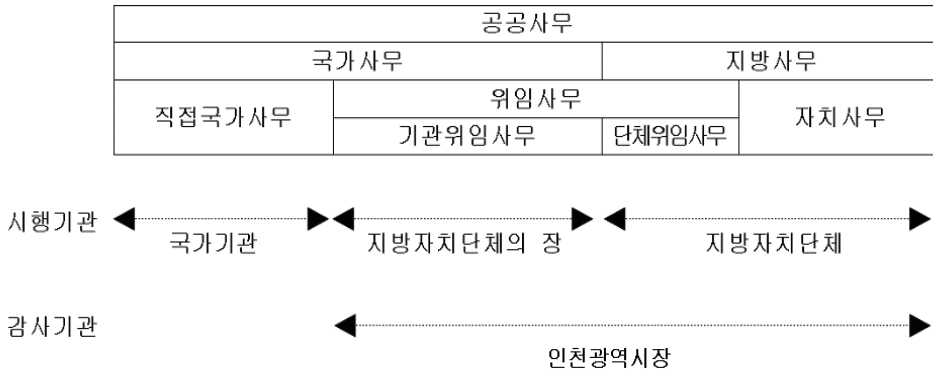 공공사무
국가사무 지방사무
직접국가사무 위임사무 자치사무
기관위임사무 단체위임사무
시행기관 국가기관 지방자치단체의 장 지방자치단체
감사기관
인천광역시장